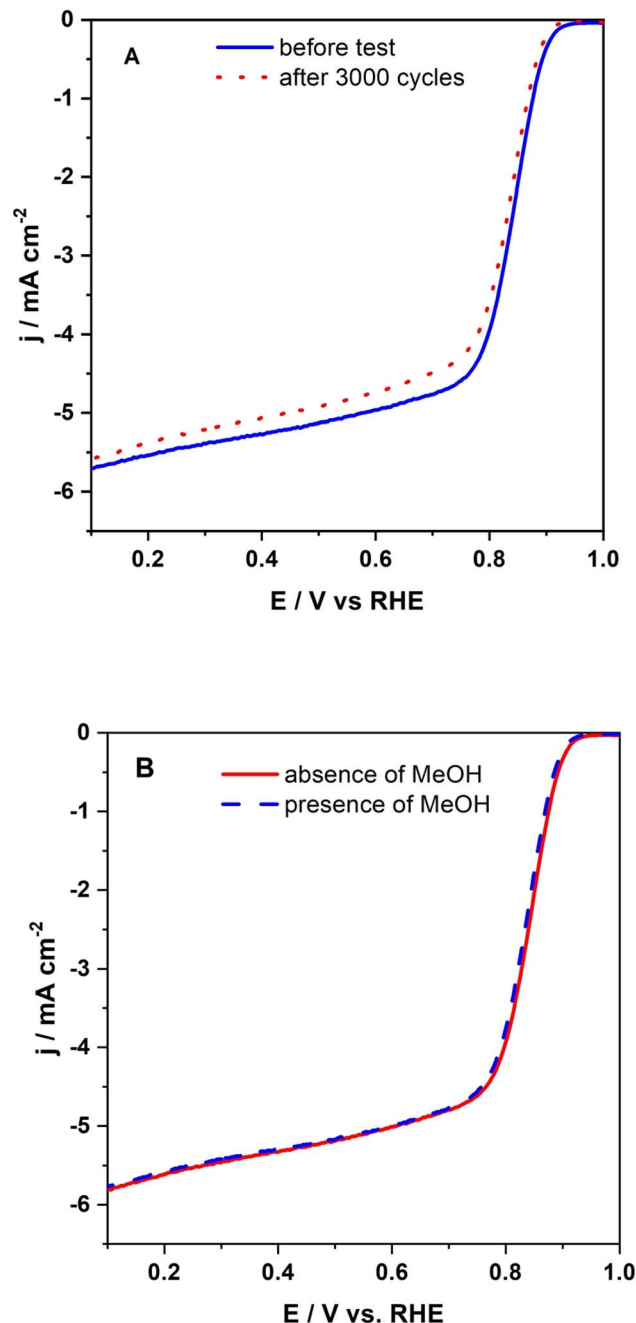 A
before test
after 3000 cycles
0
-1
-2
-3
-4
-5
-6
j / mA cm-2
0.2 0.4 0.6 0.8 1.0
E / V vs RHE
B
absence of MeOH
presence of MeOH
0
-1
-2
-3
-4
-5
-6
j / mA cm-2
0.2 0.4 0.6 0.8 1.0
E / V vs. RHE